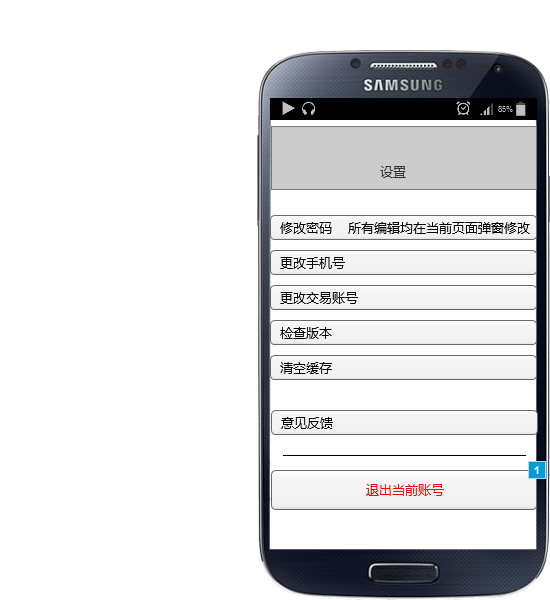 SAMSUNG
85%
设置
修改密码 所有编辑均在当前页面弹窗修改
更改手机号
更改交易账号
检查版本
清空缓存
意见反馈
1
退出当前账号